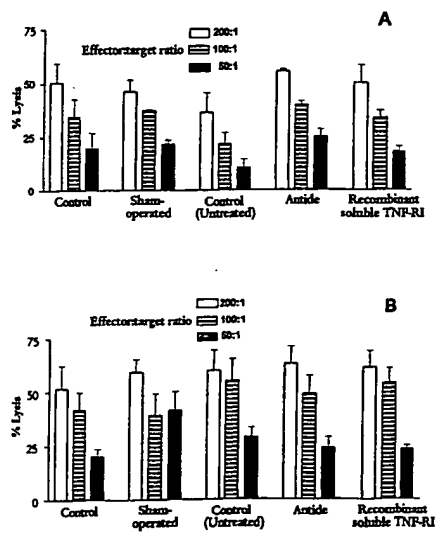 A
75
200:1
Effector:target ratio
100:1
50:1
50
% Lysis
25
0
Control
Sham-
operated
Control
(Untreated)
Antide
Recombinant
soluble TNF-RI
B
200:1
Effector:target ratio
100:1
50:1
75
50
% Lysis
25
0
Control
Sham-
operated
Control
(Untreated)
Antide
Recombinant
soluble TNF-RI